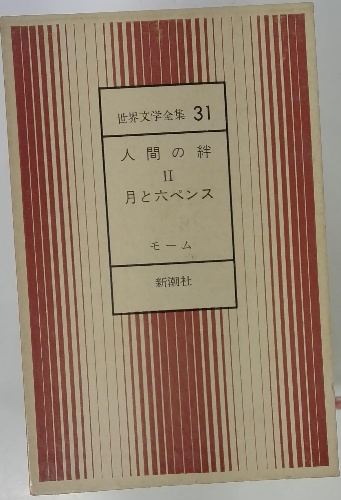 世界文学全集 31
人間の絆
II
月と六ペンス
モーム
新潮社